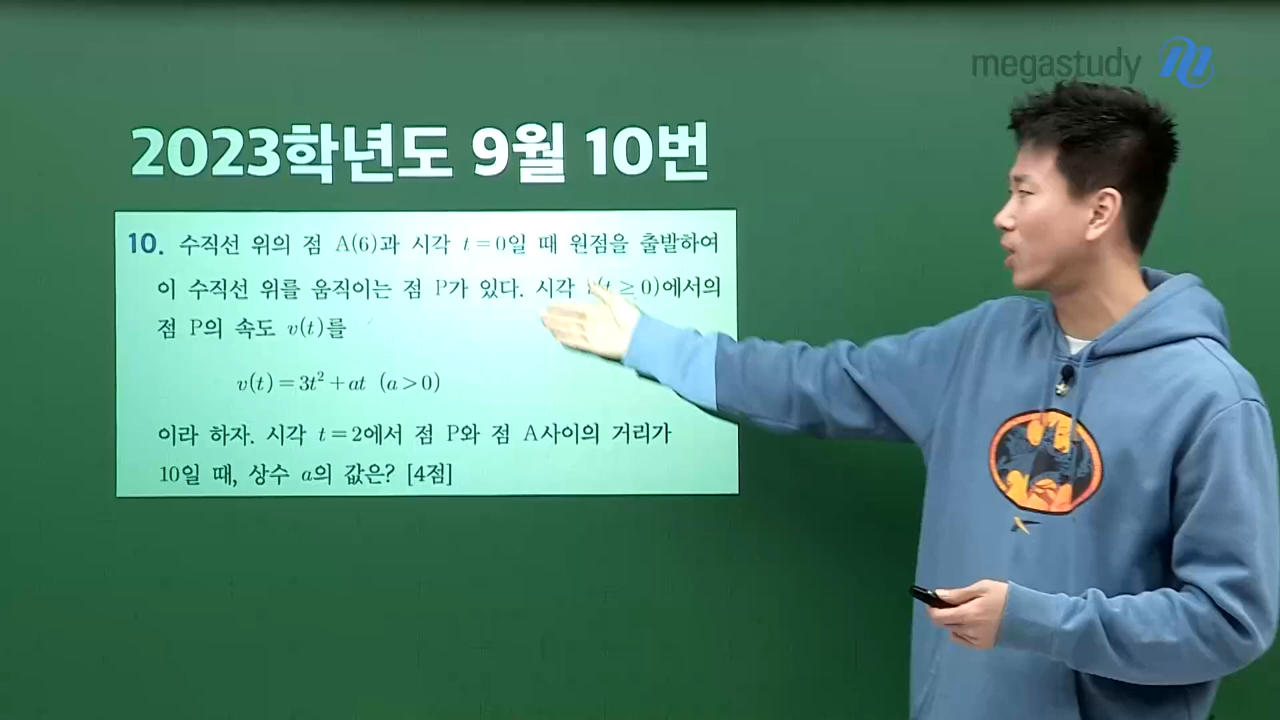 megastudy
2023학년도 9월 10번
10. 수직선 위의 점 A(6)과 시각 t=0일 때 원점을 출발하여
이 수직선 위를 움직이는 점 P가 있다. 시각 (t≥0)에서의
점 P의 속도 v(t)를
v(t)=3t²+at (a>0)
이라 하자. 시각 t=2에서 점 P와 점 A사이의 거리가
10일 때, 상수 a의 값은? [4점]